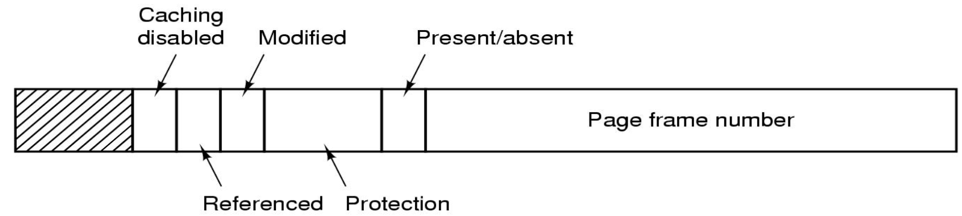 Caching
disabled
Modified
Present/absent
Page frame number
Referenced
Protection